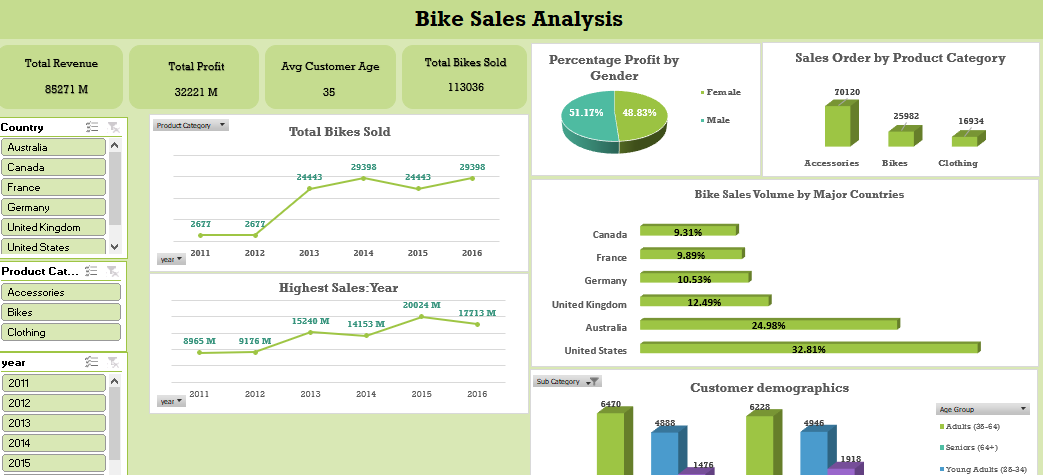 Bike Sales Analysis
Total Revenue
85271 M
Total Profit
32221 M
Avg Customer Age
35
Total Bikes Sold
113036
Country
Australia
Canada
France
Germany
United Kingdom
United States
Product Cat...
Accessories
Bikes
Clothing
year
2011
2012
2013
2014
2015
Product Category
Total Bikes Sold
2677
2677
24443
29398
24443
29398
2011
2012
2013
2014
2015
2016
year
Highest Sales:Year
8965 M
9176 M
15240 M
14153 M
20024 M
17713 M
2011
2012
2013
2014
2015
2016
year
Percentage Profit by
Gender
51.17%
48.83%
Female
Male
Sales Order by Product Category
70120
25982
16934
Accessories
Bikes
Clothing
Bike Sales Volume by Major Countries
Canada
9.31%
France
9.89%
Germany
10.53%
United Kingdom
12.49%
Australia
24.98%
United States
32.81%
Sub Category
Customer demographics
6470
4888
1476
6228
4946
1918
Age Group
Adults (35-64)
Seniors (64+)
Young Adults (25-34)